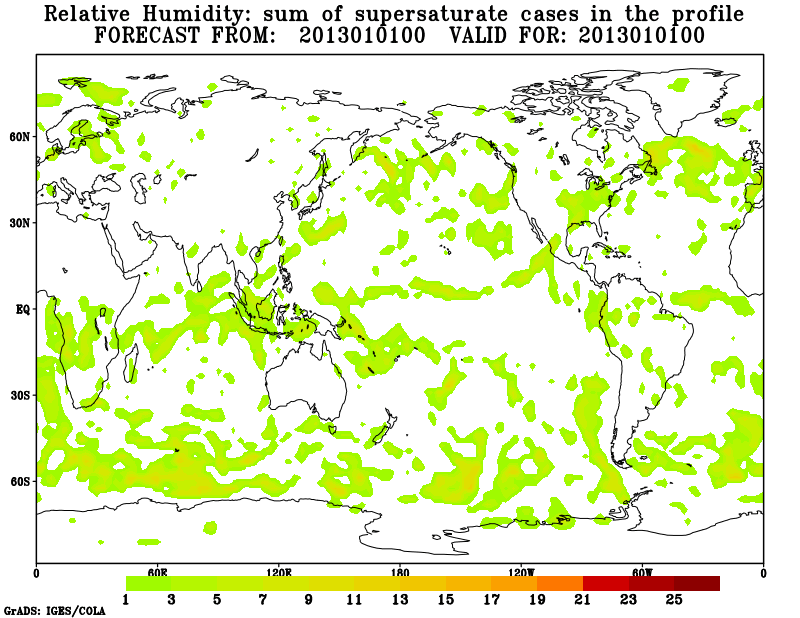 Relative Humidity: sum of supersaturate cases in the profile
FORECAST FROM: 2013010100 VALID FOR: 2013010100
60N
30N
EQ
30S
60S
0 60E 120E 180 120W 60W 0
1 3 5 7 9 11 13 15 17 19 21 23 25
GrADS: IGES/COLA